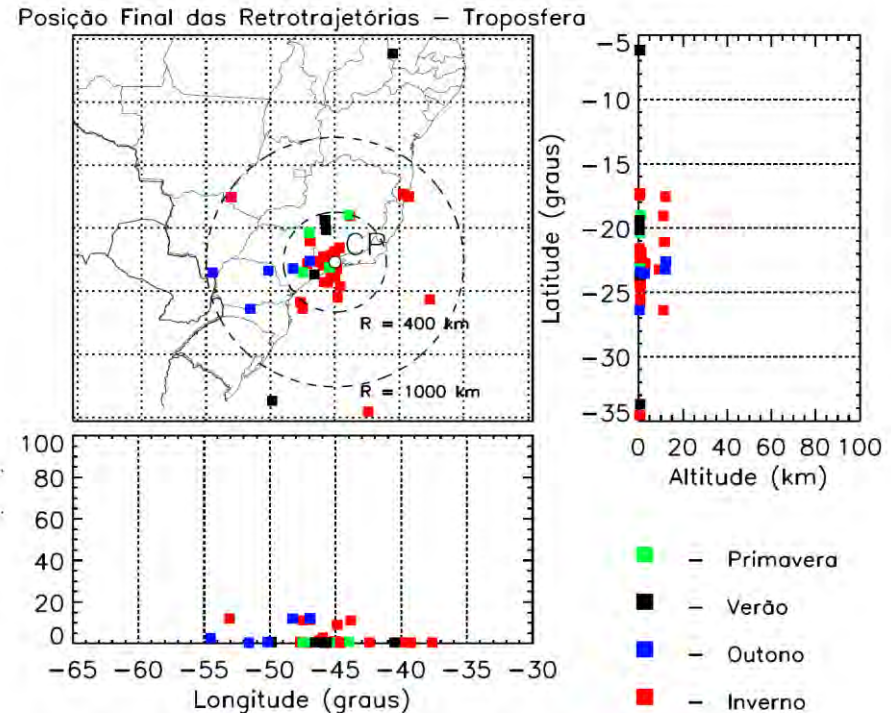 Posição Final das Retrotrajetórias – Troposfera
CP
R = 400 km
R = 1000 km
−5
−10
−15
−20
−25
−30
−35
Latitude (graus)
0 20 40 60 80 100
Altitude (km)
100
80
60
40
20
0
−65 −60 −55 −50 −45 −40 −35 −30
Longitude (graus)
– Primavera
– Verão
– Outono
– Inverno